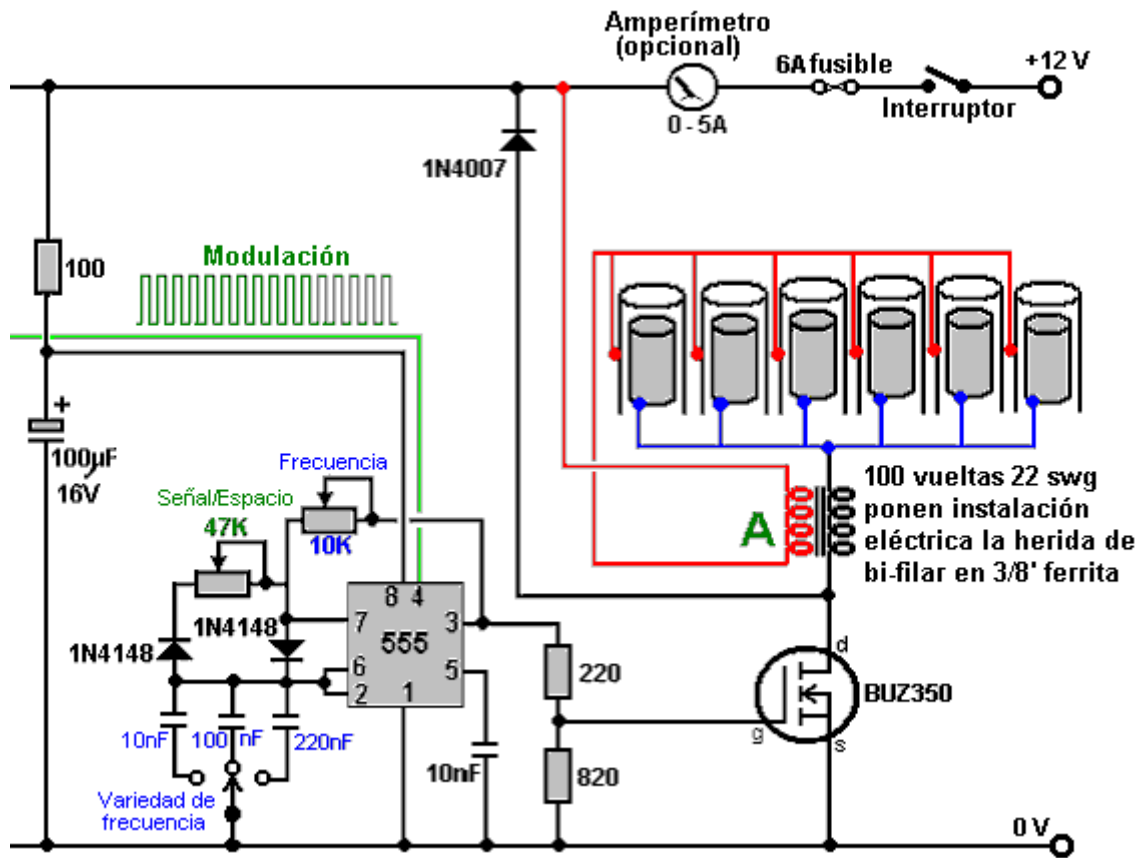 Amperímetro
(opcional)
0 - 5A
6A fusible
Interruptor
+12 V
1N4007
100
Modulación
100µF
16V
Frecuencia
10K
Señal/Espacio
47K
1N4148
1N4148
8 4
7
555
3
6
5
2
1
10nF
100 nF
220nF
10nF
Variedad de
frecuencia
220
820
A
100 vueltas 22 swg
ponen instalación
eléctrica la herida de
bi-filar en 3/8' ferrita
d
g
s
BUZ350
0 V
+